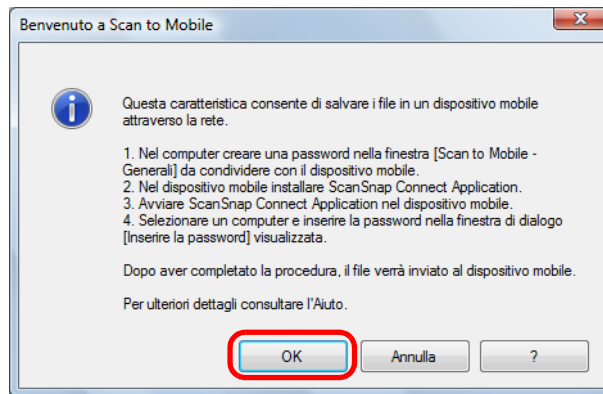 Benvenuto a Scan to Mobile
Questa caratteristica consente di salvare i file in un dispositivo mobile
attraverso la rete.
1. Nel computer creare una password nella finestra [Scan to Mobile -
Generali] da condividere con il dispositivo mobile.
2. Nel dispositivo mobile installare ScanSnap Connect Application.
3. Avviare ScanSnap Connect Application nel dispositivo mobile.
4. Selezionare un computer e inserire la password nella finestra di dialogo
[Inserire la password] visualizzata.
Dopo aver completato la procedura, il file verrà inviato al dispositivo mobile.
Per ulteriori dettagli consultare l'Aiuto.
OK Annulla ?